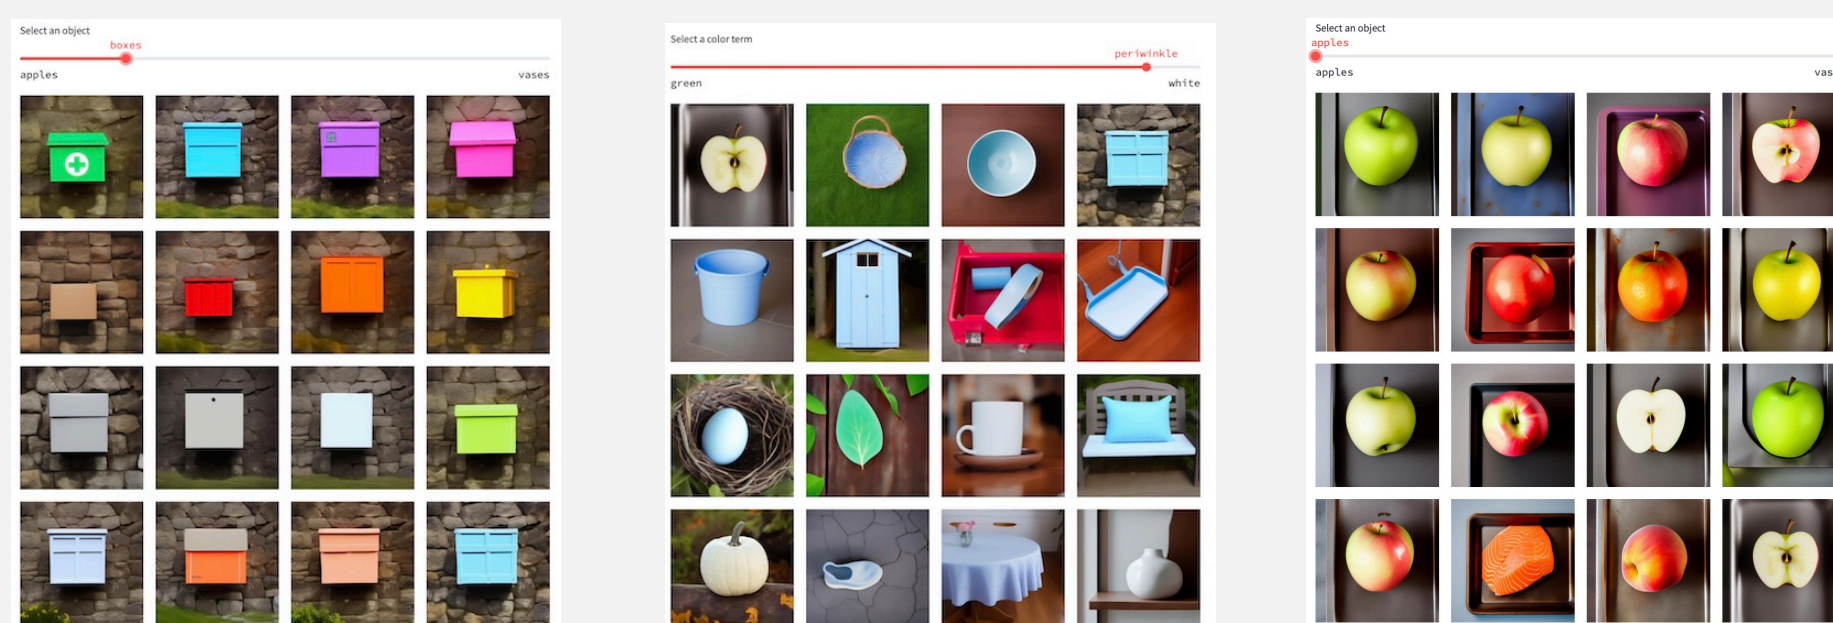 Select an object
boxes
apples vases
Select a color term
periwinkle
green white
Select an object
apples
apples vas